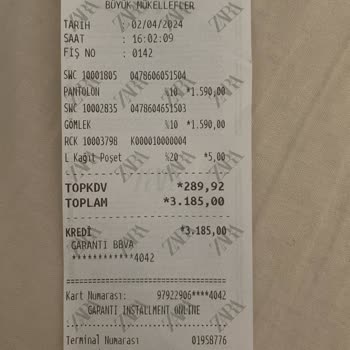 BÜYÜK MÜKELLEFLER
TARİH : 02/04/2024
SAAT : 16:02:09
FİŞ NO : 0142
SWC 10001805 0478606051504
PANTOLON %10 *1.590,00
SWC 10002835 0478604651503
GÖMLEK %10 *1.590,00
RCK 10003798 K000010000004
L Kağıt Poşet %20 *5,00
TOPKDV *289,92
TOPLAM *3.185,00
KREDİ *3.185,00
GARANTI BBVA
************4042
Kart Numarası: 97922906****4042
GARANTI INSTALLMENT ONLINE
Terminal Numarası 01958776
ZARA